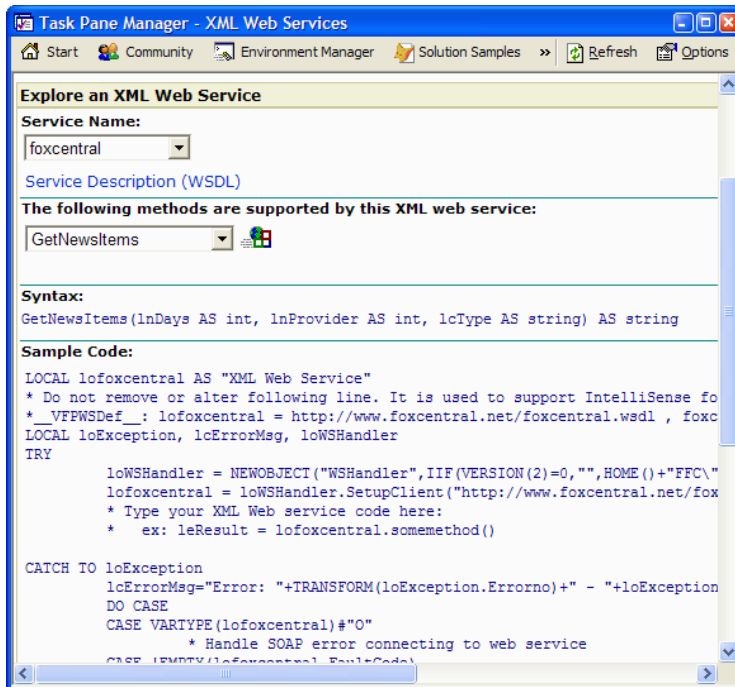 Task Pane Manager - XML Web Services
Start Community Environment Manager Solution Samples » Refresh Options
Explore an XML Web Service
Service Name:
foxcentral
Service Description (WSDL)
The following methods are supported by this XML web service:
GetNewsItems
Syntax:
GetNewsItems(lnDays AS int, lnProvider AS int, lcType AS string) AS string
Sample Code:
LOCAL lofoxcentral AS "XML Web Service"
* Do not remove or alter following line. It is used to support IntelliSense fo
*__VFPWSDef__: lofoxcentral = http://www.foxcentral.net/foxcentral.wsdl , foxc
LOCAL loException, lcErrorMsg, loWSHandler
TRY
loWSHandler = NEWOBJECT("WSHandler",IIF(VERSION(2)=0,"",HOME()+"FFC\"
lofoxcentral = loWSHandler.SetupClient("http://www.foxcentral.net/fox
* Type your XML Web service code here:
* ex: leResult = lofoxcentral.somemethod()
CATCH TO loException
lcErrorMsg="Error: "+TRANSFORM(loException.Errorno)+" - "+loException
DO CASE
CASE VARTYPE(lofoxcentral)#"O"
* Handle SOAP error connecting to web service
CASE !EMPTY(lofoxcentral.FaultCode)